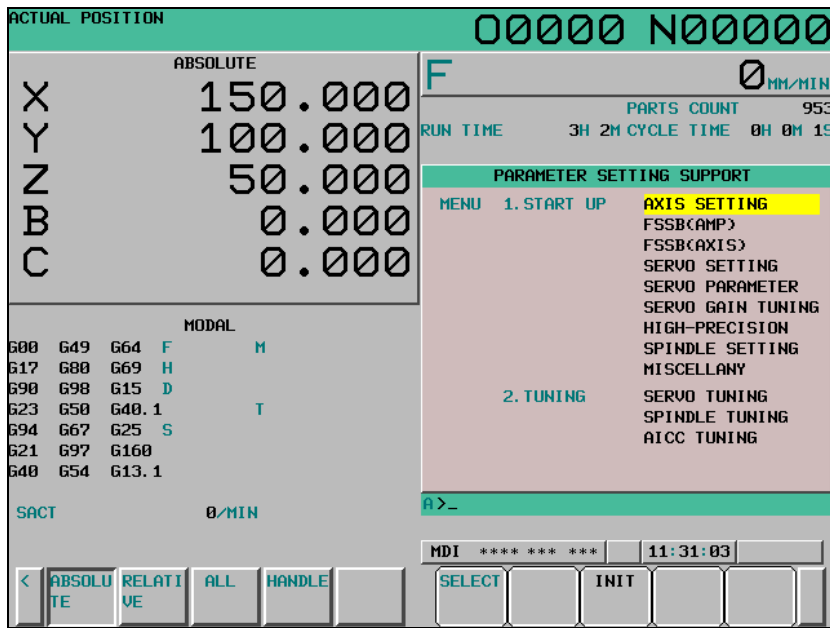 ACTUAL POSITION
O0000 N00000
ABSOLUTE
X 150.000
Y 100.000
Z 50.000
B 0.000
C 0.000
F 0 MM/MIN
PARTS COUNT 953
RUN TIME 3H 2M CYCLE TIME 0H 0M 19
PARAMETER SETTING SUPPORT
MENU 1.START UP AXIS SETTING
FSSB(AMP)
FSSB(AXIS)
SERVO SETTING
SERVO PARAMETER
SERVO GAIN TUNING
HIGH-PRECISION
SPINDLE SETTING
MISCELLANY
2.TUNING SERVO TUNING
SPINDLE TUNING
AICC TUNING
MODAL
G00 G49 G64 F M
G17 G80 G69 H
G90 G98 G15 D
G23 G50 G40.1 T
G94 G67 G25 S
G21 G97 G160
G40 G54 G13.1
SACT 0/MIN
A>_
MDI **** *** *** 11:31:03
< ABSOLUTE RELATIVE ALL HANDLE
SELECT INIT